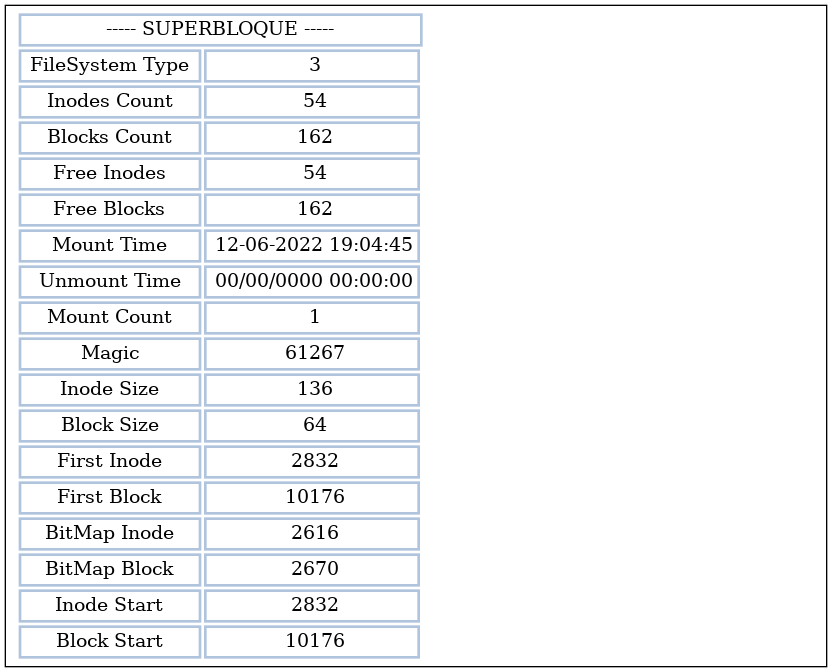 ----- SUPERBLOQUE -----
FileSystem Type 3
Inodes Count 54
Blocks Count 162
Free Inodes 54
Free Blocks 162
Mount Time 12-06-2022 19:04:45
Unmount Time 00/00/0000 00:00:00
Mount Count 1
Magic 61267
Inode Size 136
Block Size 64
First Inode 2832
First Block 10176
BitMap Inode 2616
BitMap Block 2670
Inode Start 2832
Block Start 10176